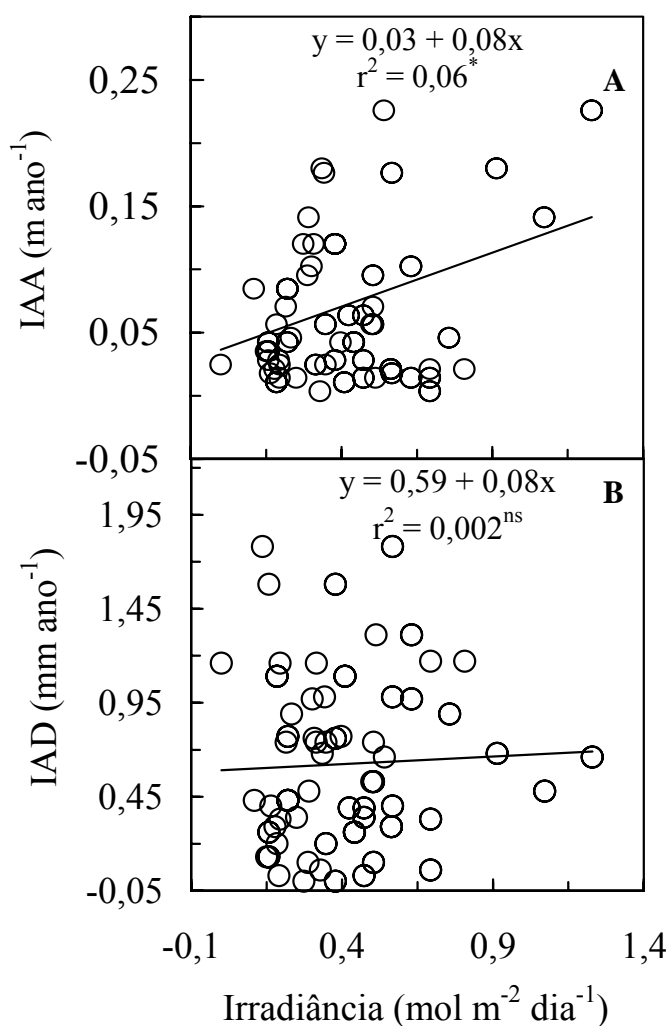 y = 0,03 + 0,08x
r² = 0,06*
A
0,25
0,15
0,05
-0,05
IAA (m ano⁻¹)
y = 0,59 + 0,08x
r² = 0,002ⁿˢ
B
1,95
1,45
0,95
0,45
-0,05
IAD (mm ano⁻¹)
-0,1 0,4 0,9 1,4
Irradiância (mol m⁻² dia⁻¹)